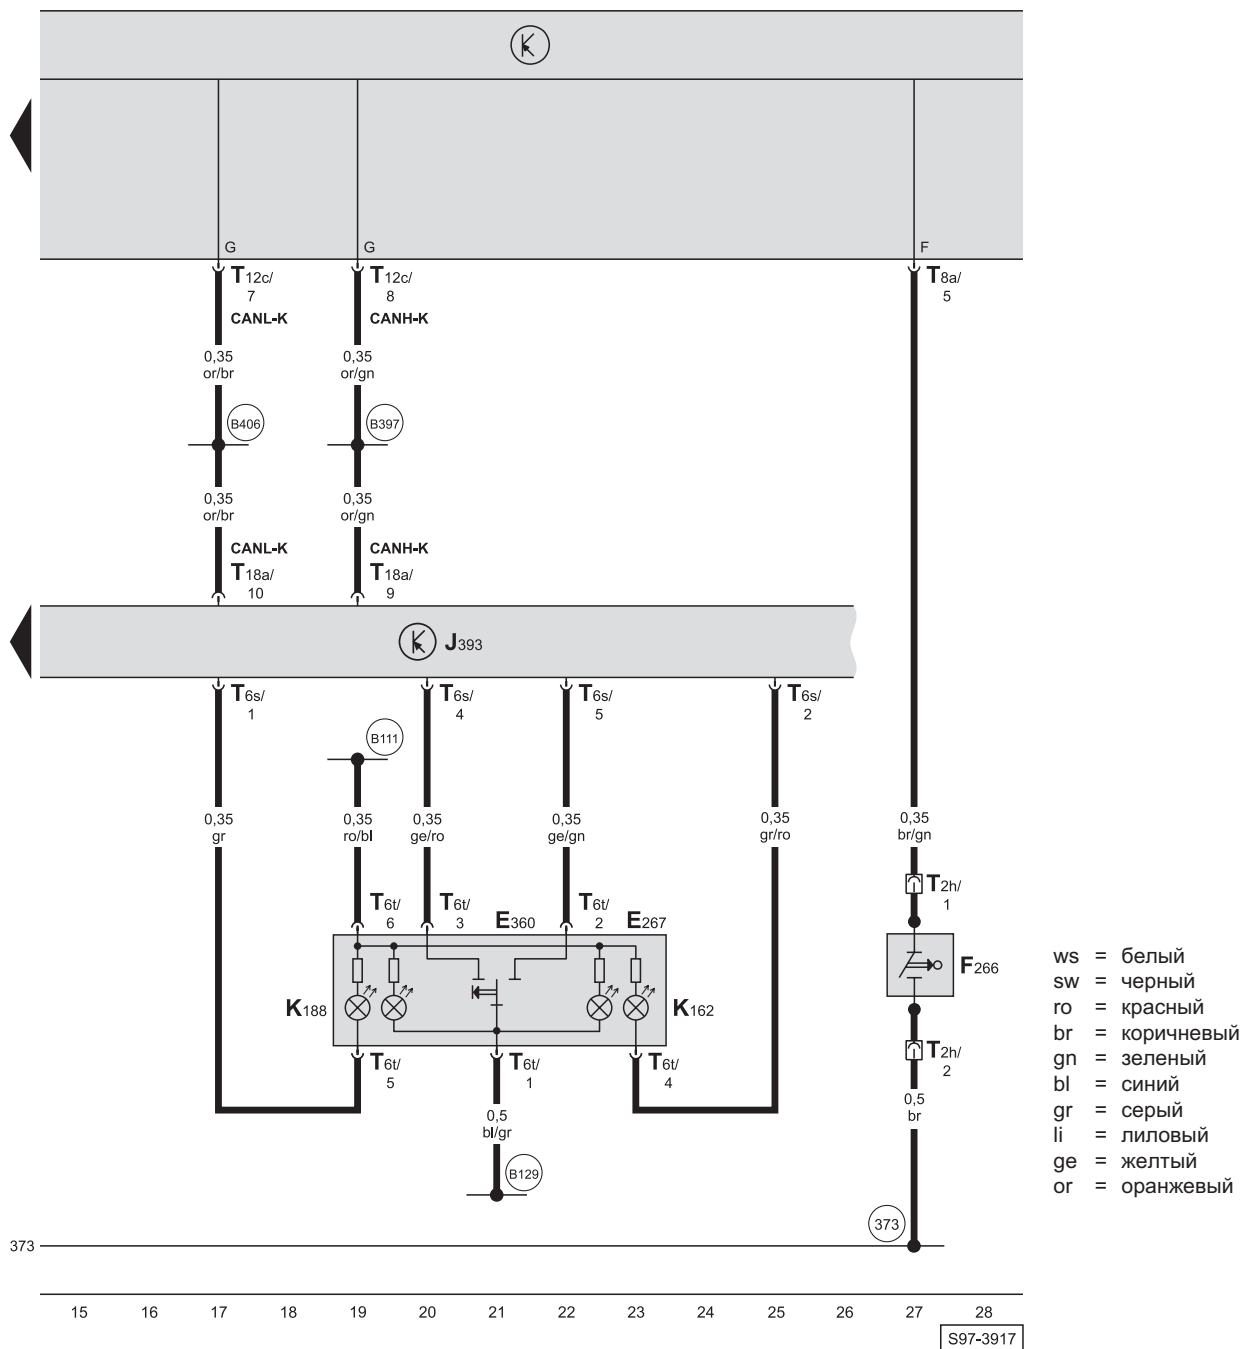 G G F
T12c/ T12c/ T8a/
7 8 5
CANL-K CANH-K
0,35 0,35
or/br or/gn
B406 B397
0,35 0,35
or/br or/gn
CANL-K CANH-K
T18a/ T18a/
10 9
J393
T6s/ T6s/ T6s/ T6s/
1 4 5 2
B111
0,35 0,35 0,35 0,35 0,35 0,35
gr ro/bl ge/ro ge/gn gr/ro br/gn
T2h/
1
T6t/ T6t/ E360 T6t/ E267
6 3 2
F266
K188 K162
T6t/ T6t/ T6t/ T2h/
5 1 4 2
0,5 0,5
bl/gr br
B129
373
373
15 16 17 18 19 20 21 22 23 24 25 26 27 28
S97-3917
ws = белый
sw = черный
ro = красный
br = коричневый
gn = зеленый
bl = синий
gr = серый
li = лиловый
ge = желтый
or = оранжевый